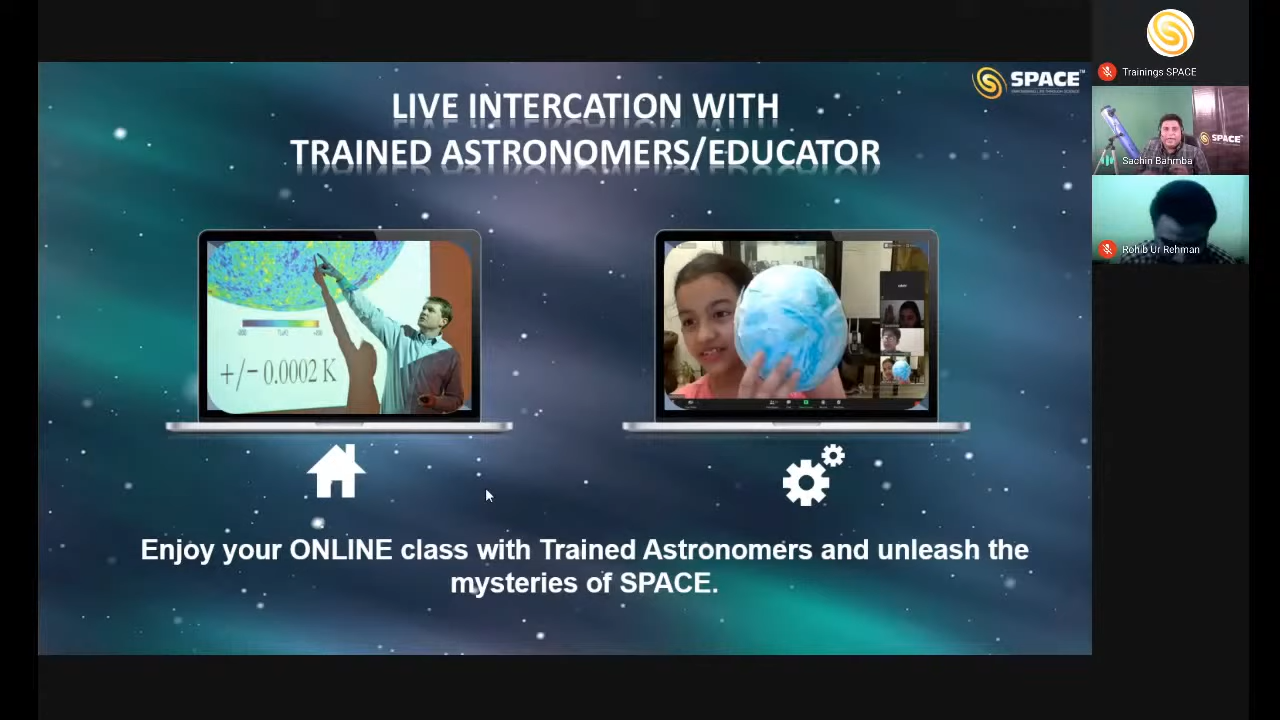 SPACE
LIVE INTERCATION WITH
TRAINED ASTRONOMERS/EDUCATOR
+/- 0.0002 K
Enjoy your ONLINE class with Trained Astronomers and unleash the
mysteries of SPACE.
Trainings SPACE
SPACE
Sachin Bahmba
Rohib Ur Rehman